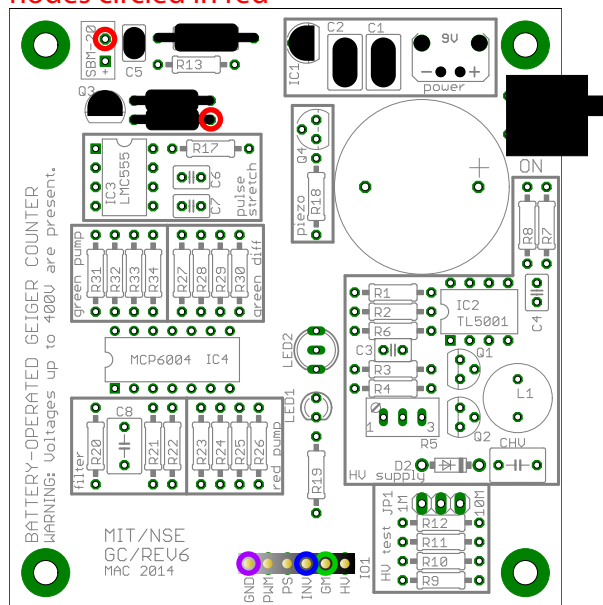 nodes circled in red
SBM-20
+
C5
R13
Q3
IC1
C2
C1
9V
power
ON
IC3
LMC555
R17
C6
C7
pulse
stretch
Q4
R18
piezo
+
R8
R7
C4
BATTERY-OPERATED GEIGER COUNTER
WARNING: Voltages up to 400V are present.
green pump
R31
R32
R33
R34
R27
R28
R29
R30
green diff
MCP6004 IC4
LED2
LED1
R19
R1
R2
R6
C3
R3
R4
IC2
TL5001
Q1
Q2
L1
1
3
R5
D2
CHV
HV supply
filter
R20
C8
R21
R22
R23
R24
R25
R26
red pump
JP1
1M
10M
R12
R11
R10
R9
HV test
MIT/NSE
GC/REV6
MAC 2014
GND
PWM
PS
INV
GM
HV
IO1